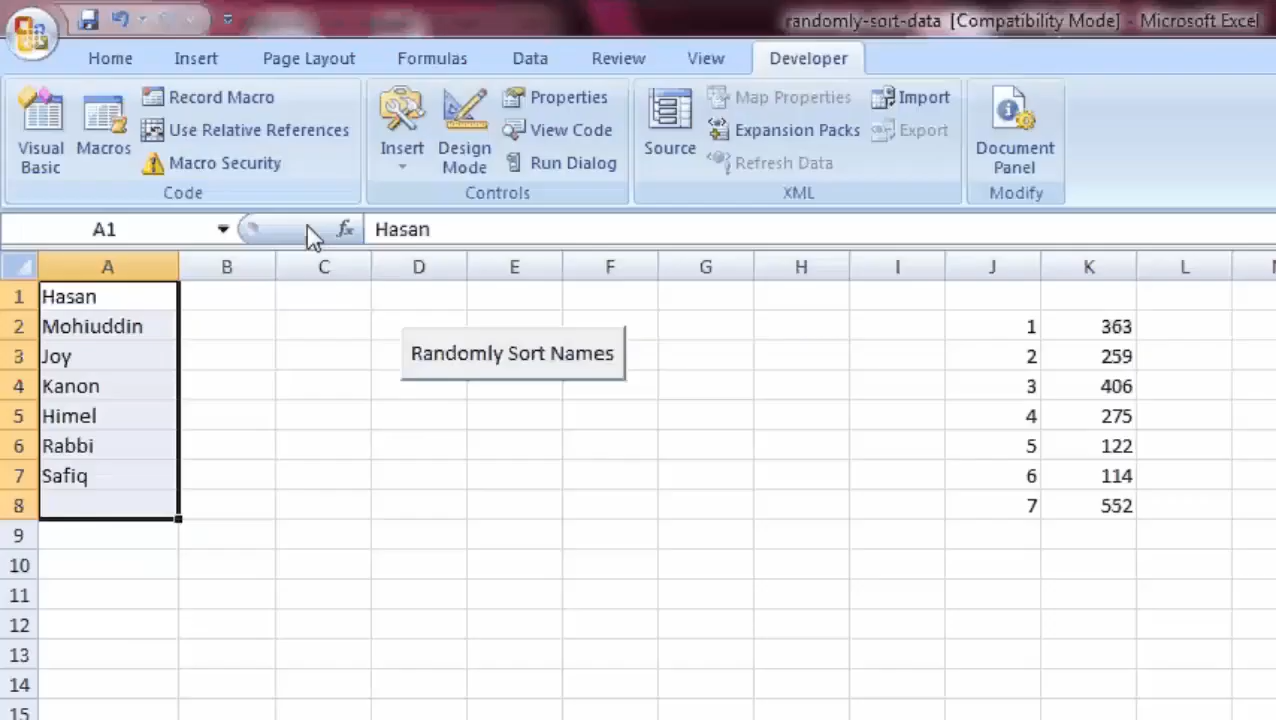 randomly-sort-data [Compatibility Mode] - Microsoft Excel
Home Insert Page Layout Formulas Data Review View Developer
Visual Basic
Macros
Record Macro
Use Relative References
Macro Security
Code
Insert
Design Mode
Properties
View Code
Run Dialog
Controls
Source
Map Properties
Expansion Packs
Refresh Data
Import
Export
XML
Document Panel
Modify
A1 fx Hasan
A B C D E F G H I J K L
1 Hasan
2 Mohiuddin 1 363
Randomly Sort Names
3 Joy 2 259
4 Kanon 3 406
5 Himel 4 275
6 Rabbi 5 122
7 Safiq 6 114
8 7 552
9
10
11
12
13
14
15